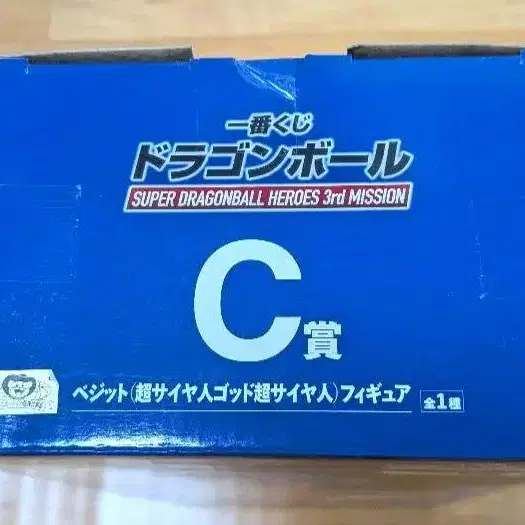 一番くじ
ドラゴンボール
SUPER DRAGONBALL HEROES 3rd MISSION
C賞
ベジット(超サイヤ人ゴッド超サイヤ人)フィギュア
全1種